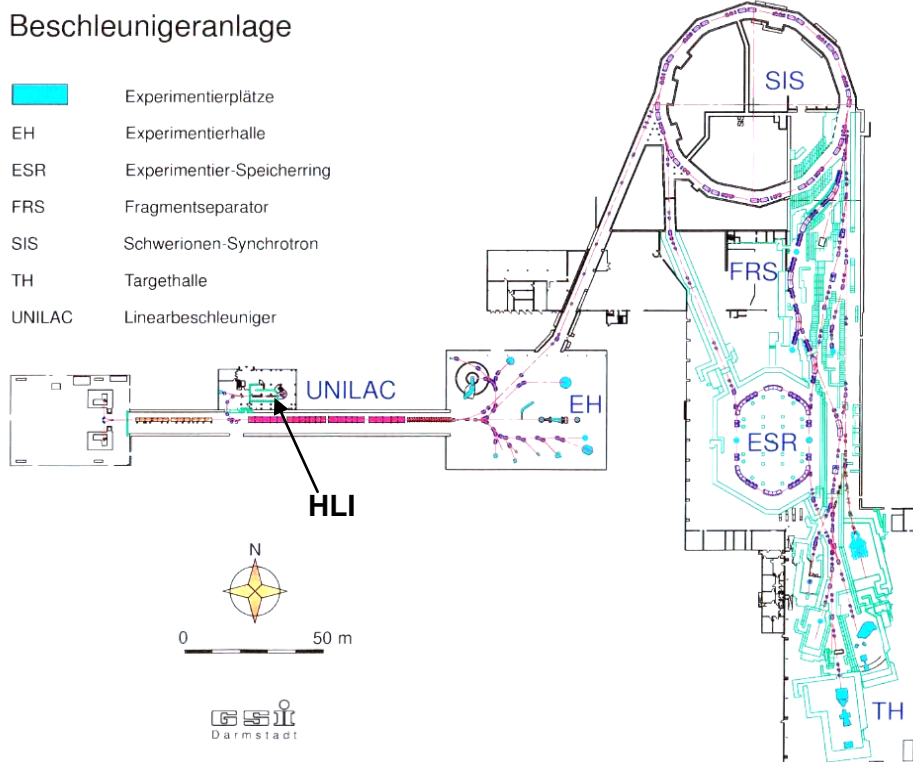 Beschleunigeranlage
Experimentierplätze
EH Experimentierhalle
ESR Experimentier-Speicherring
FRS Fragmentseparator
SIS Schwerionen-Synchrotron
TH Targethalle
UNILAC Linearbeschleuniger
SIS
SIS
FRS
UNILAC
EH
ESR
HLI
N
0 50 m
GSI
Darmstadt
TH